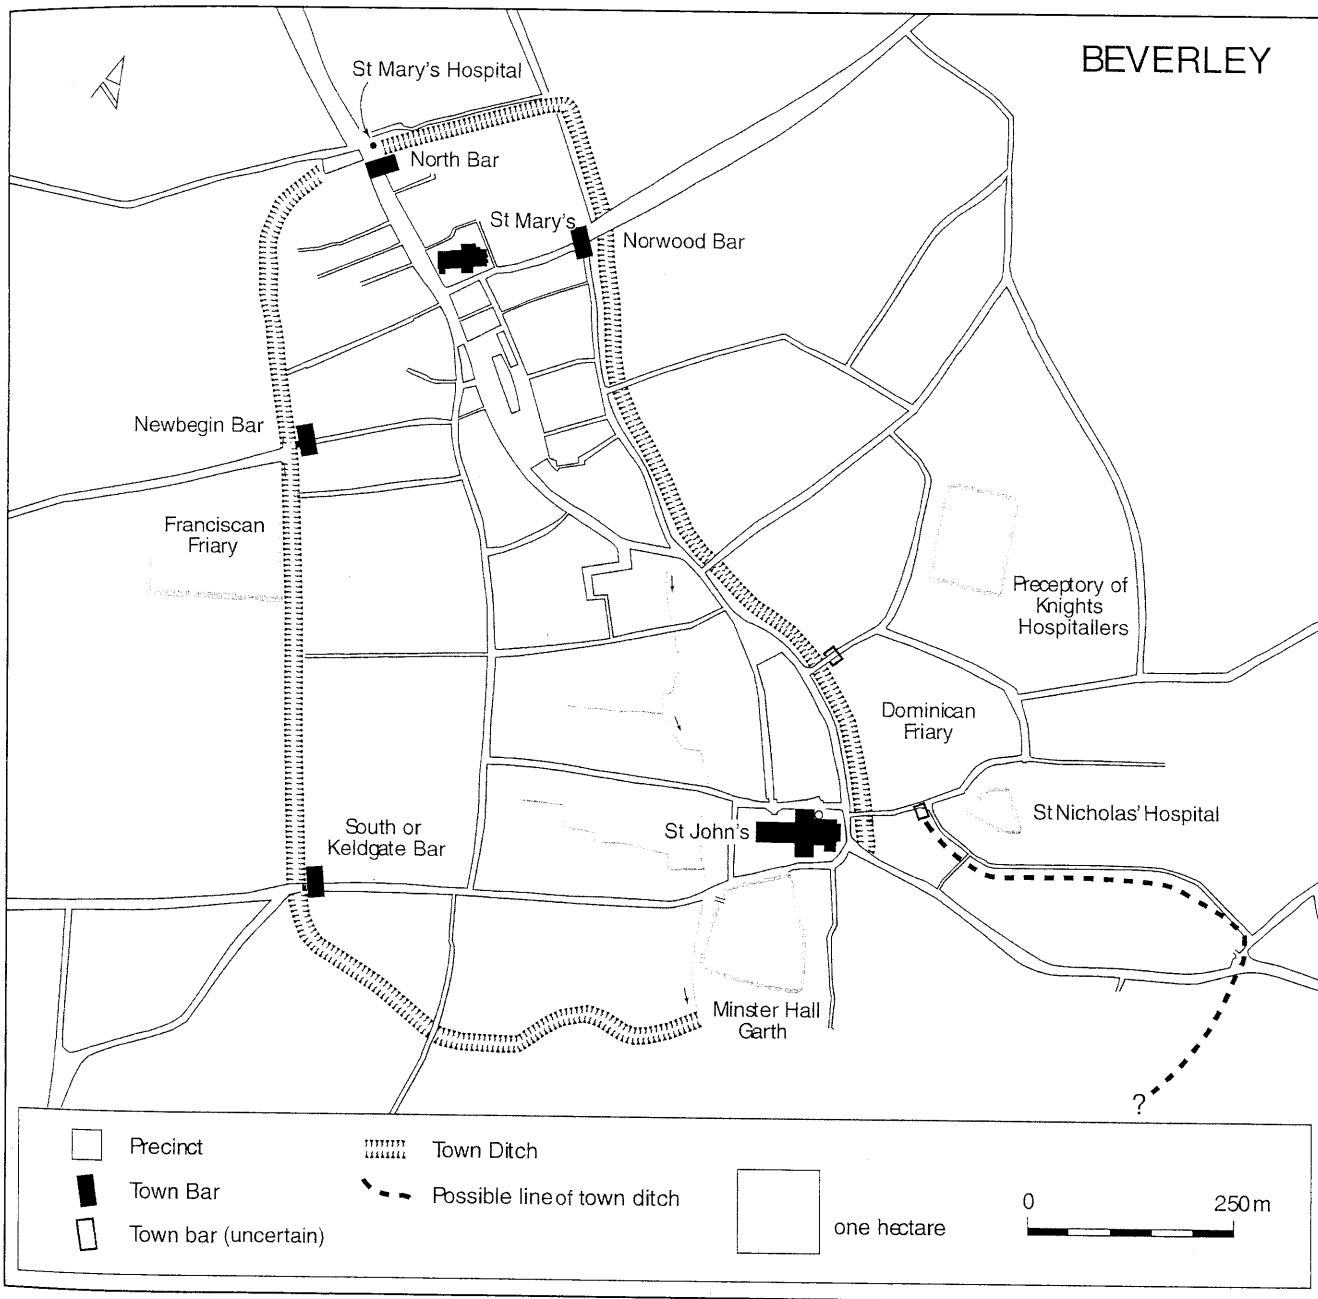 BEVERLEY
St Mary's Hospital
North Bar
St Mary's
Norwood Bar
Newbegin Bar
Franciscan
Friary
Preceptory of
Knights
Hospitallers
Dominican
Friary
St Nicholas' Hospital
South or
Keldgate Bar
St John's
Minster Hall
Garth
?
Precinct
Town Ditch
Town Bar
Possible line of town ditch
Town bar (uncertain)
one hectare
0 250 m